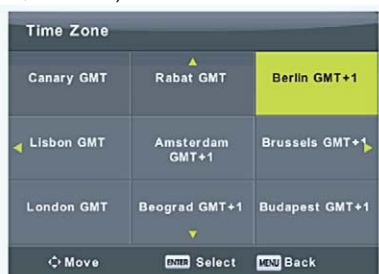 Time Zone
Canary GMT
Rabat GMT
Berlin GMT+1
Lisbon GMT
Amsterdam
GMT+1
Brussels GMT+1
London GMT
Beograd GMT+1
Budapest GMT+1
Move
ENTER Select
MENU Back